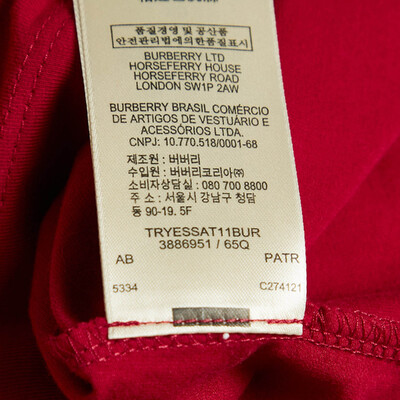 품질경영 및 공산품
안전관리법에의한품질표시
BURBERRY LTD
HORSEFERRY HOUSE
HORSEFERRY ROAD
LONDON SW1P 2AW
BURBERRY BRASIL COMÉRCIO
DE ARTIGOS DE VESTUÁRIO E
ACESSÓRIOS LTDA.
CNPJ: 10.770.518/0001-68
제조원 : 버버리
수입원 : 버버리코리아㈜
소비자상담실 : 080 700 8800
주소 : 서울시 강남구 청담
동 90-19. 5F
TRYESSAT11BUR
3886951 / 65Q
AB PATR
5334 C274121